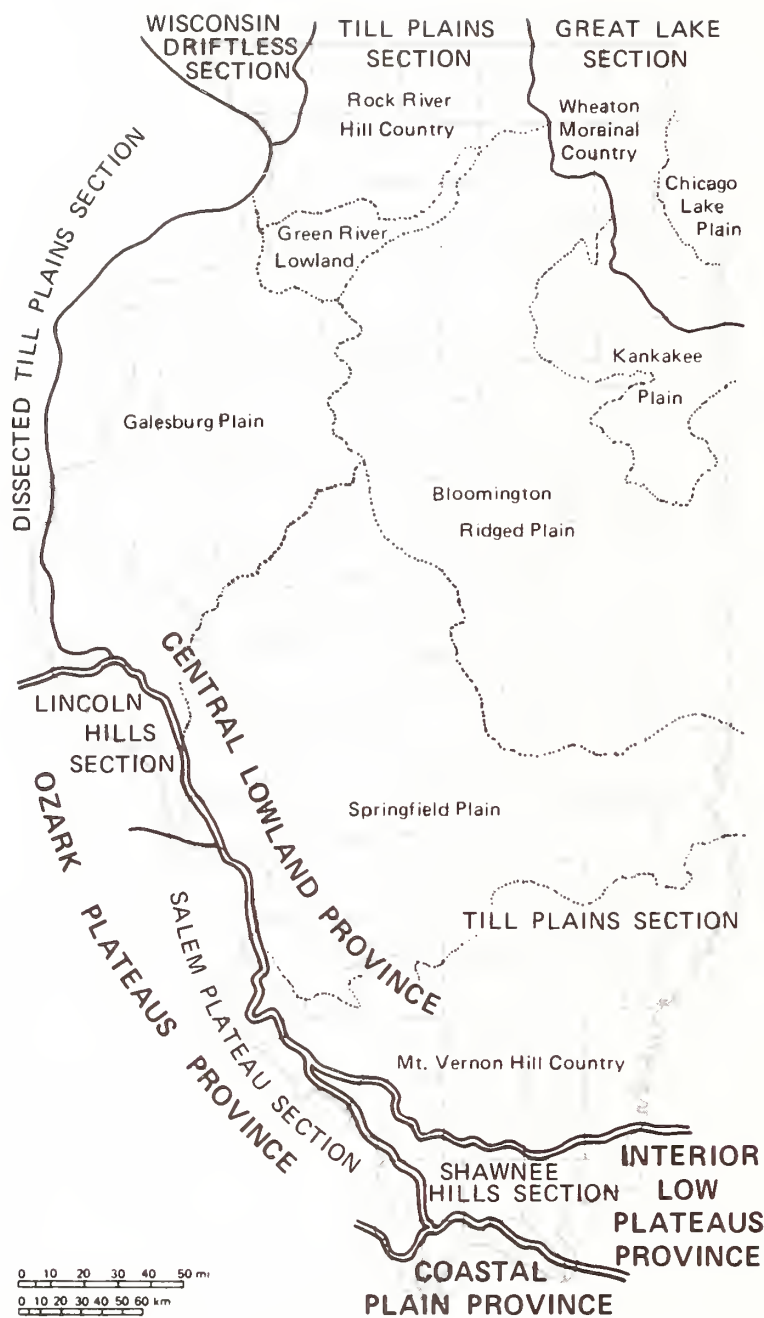 WISCONSIN
DRIFTLESS
SECTION
TILL PLAINS
SECTION
GREAT LAKE
SECTION
Rock River
Hill Country
Wheaton
Morainal
Country
Chicago
Lake
Plain
DISSECTED TILL PLAINS SECTION
Green River
Lowland
Kankakee
Plain
Galesburg Plain
Bloomington
Ridged Plain
LINCOLN
HILLS
SECTION
CENTRAL LOWLAND PROVINCE
OZARK PLATEAUS PROVINCE
Springfield Plain
TILL PLAINS SECTION
SALEM PLATEAU SECTION
Mt. Vernon Hill Country
SHAWNEE
HILLS SECTION
INTERIOR
LOW
PLATEAUS
PROVINCE
COASTAL
PLAIN PROVINCE
0 10 20 30 40 50 mi
0 10 20 30 40 50 60 km